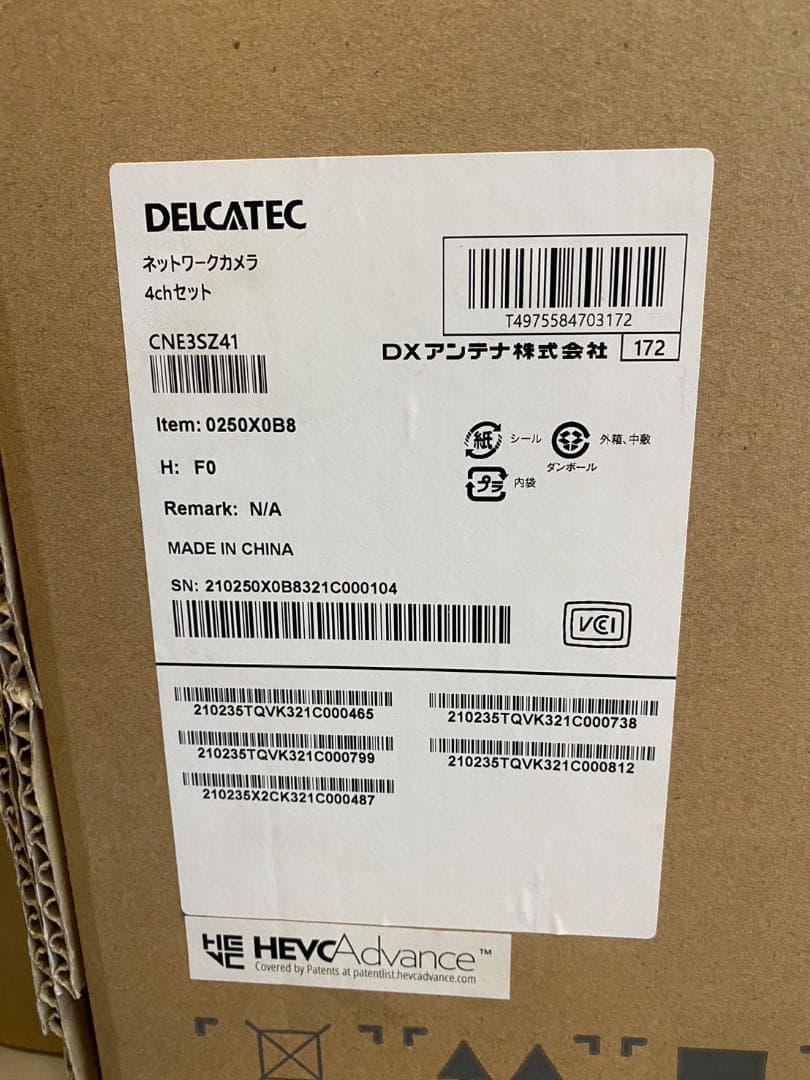 DELCATEC
ネットワークカメラ
4chセット
T4975584703172
CNE3SZ41
DXアンテナ株式会社 172
Item: 0250X0B8
紙 シール
外箱、中敷
ダンボール
プラ 内袋
H: F0
Remark: N/A
MADE IN CHINA
SN: 210250X0B8321C000104
VCCI
210235TQVK321C000465
210235TQVK321C000738
210235TQVK321C000799
210235TQVK321C000812
210235X2CK321C000487
HEVC HEVCAdvance™
Covered by Patents at patentlist.hevcadvance.com